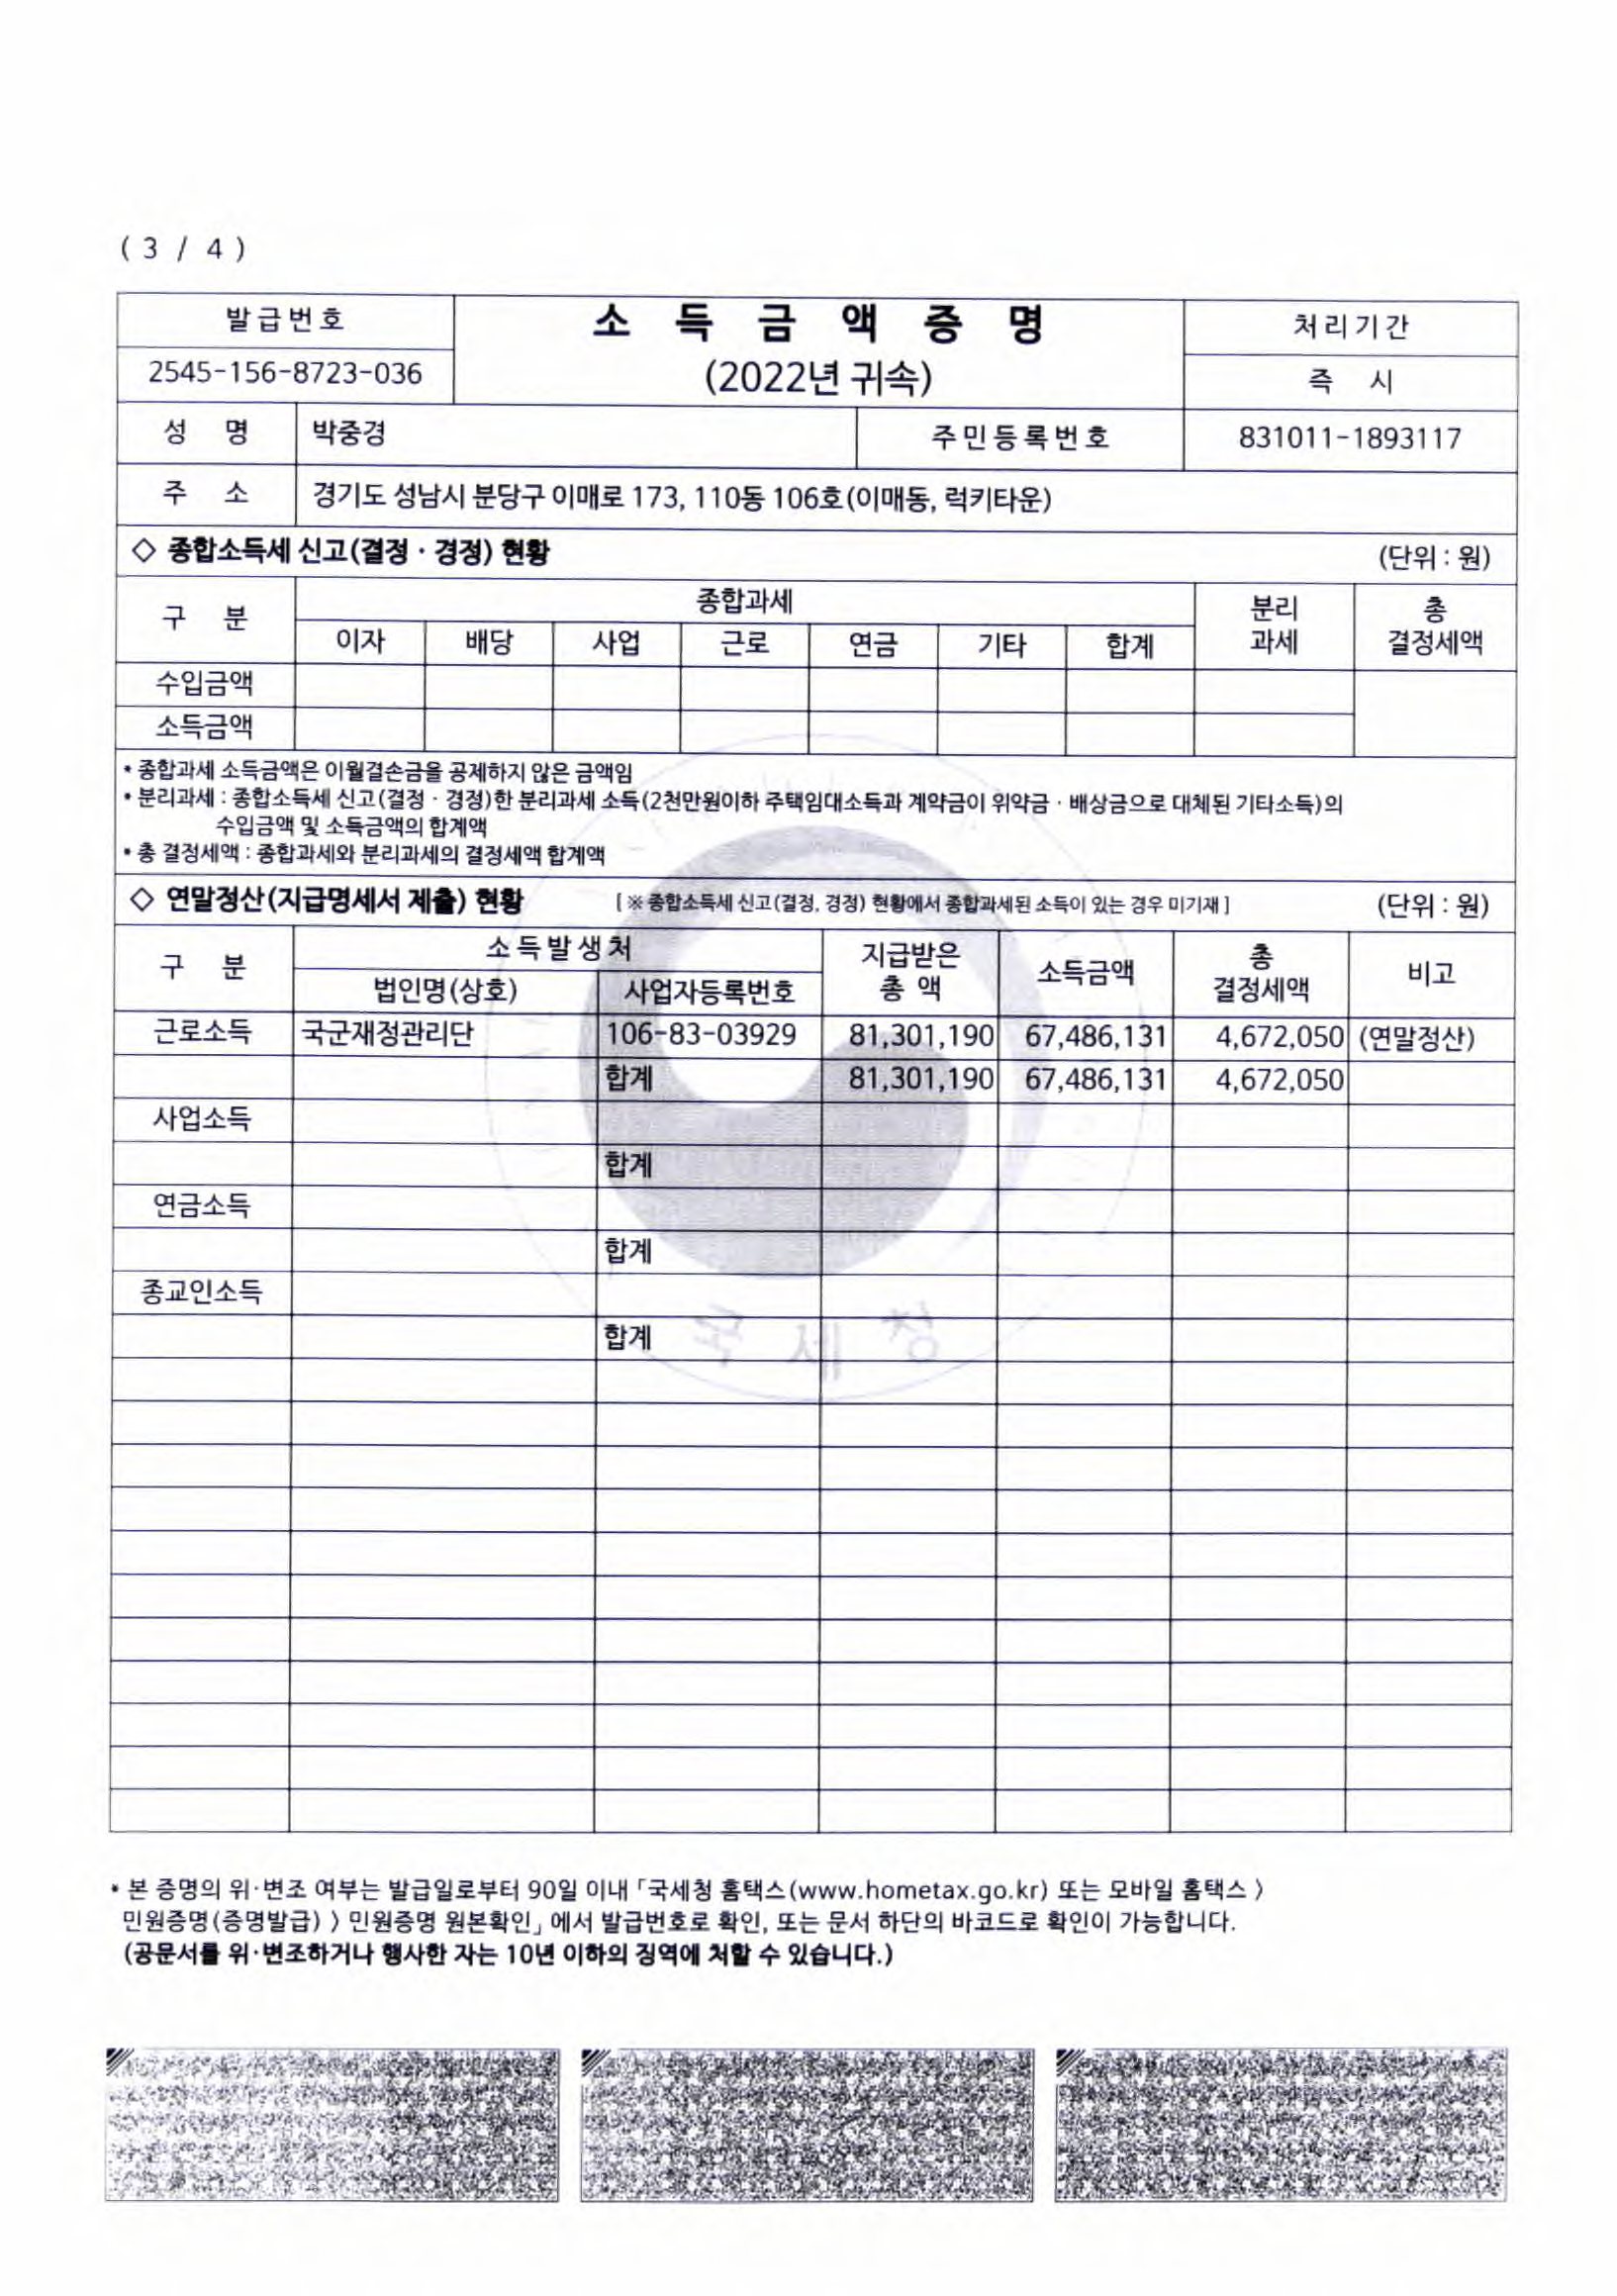 ( 3 / 4 )
발급번호
소 득 금 액 증 명
처리기간
2545-156-8723-036
(2022년 귀속)
즉 시
성 명 박중경 주민등록번호 831011-1893117
주 소 경기도 성남시 분당구 이매로 173, 110동 106호(이매동, 럭키타운)
◇ 종합소득세 신고(결정 · 경정) 현황 (단위 : 원)
구 분 종합과세 분리과세 총 결정세액
이자 배당 사업 근로 연금 기타 합계
수입금액
소득금액
* 종합과세 소득금액은 이월결손금을 공제하지 않은 금액임
* 분리과세 : 종합소득세 신고(결정 · 경정)한 분리과세 소득(2천만원이하 주택임대소득과 계약금이 위약금 · 배상금으로 대체된 기타소득)의
수입금액 및 소득금액의 합계액
* 총 결정세액 : 종합과세와 분리과세의 결정세액 합계액
◇ 연말정산(지급명세서 제출) 현황 [ ※ 종합소득세 신고(결정, 경정) 현황에서 종합과세된 소득이 있는 경우 미기재 ] (단위 : 원)
구 분 소득발생처 지급받은 총 액 소득금액 총 결정세액 비고
법인명(상호) 사업자등록번호
근로소득 국군재정관리단 106-83-03929 81,301,190 67,486,131 4,672,050 (연말정산)
합계 81,301,190 67,486,131 4,672,050
사업소득
합계
연금소득
합계
종교인소득
합계
국세청
* 본 증명의 위·변조 여부는 발급일로부터 90일 이내 「국세청 홈택스(www.hometax.go.kr) 또는 모바일 홈택스 〉
민원증명(증명발급) 〉 민원증명 원본확인」 에서 발급번호로 확인, 또는 문서 하단의 바코드로 확인이 가능합니다.
(공문서를 위·변조하거나 행사한 자는 10년 이하의 징역에 처할 수 있습니다.)